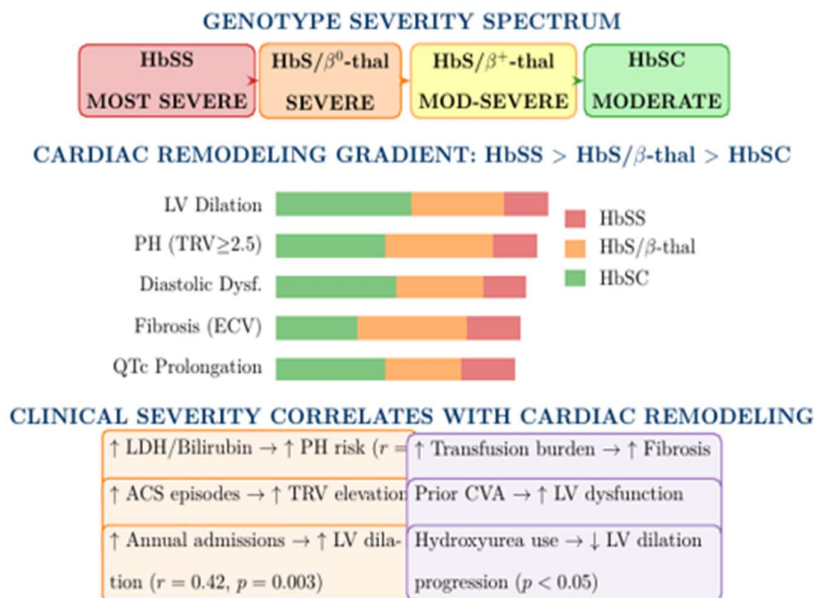 GENOTYPE SEVERITY SPECTRUM
HbSS
MOST SEVERE
HbS/β⁰-thal
SEVERE
HbS/β⁺-thal
MOD-SEVERE
HbSC
MODERATE
CARDIAC REMODELING GRADIENT: HbSS > HbS/β-thal > HbSC
LV Dilation
PH (TRV≥2.5)
Diastolic Dysf.
Fibrosis (ECV)
QTc Prolongation
HbSS
HbS/β-thal
HbSC
CLINICAL SEVERITY CORRELATES WITH CARDIAC REMODELING
↑ LDH/Bilirubin → ↑ PH risk (r =
↑ ACS episodes → ↑ TRV elevation
↑ Annual admissions → ↑ LV dila-
tion (r = 0.42, p = 0.003)
↑ Transfusion burden → ↑ Fibrosis
Prior CVA → ↑ LV dysfunction
Hydroxyurea use → ↓ LV dilation
progression (p < 0.05)